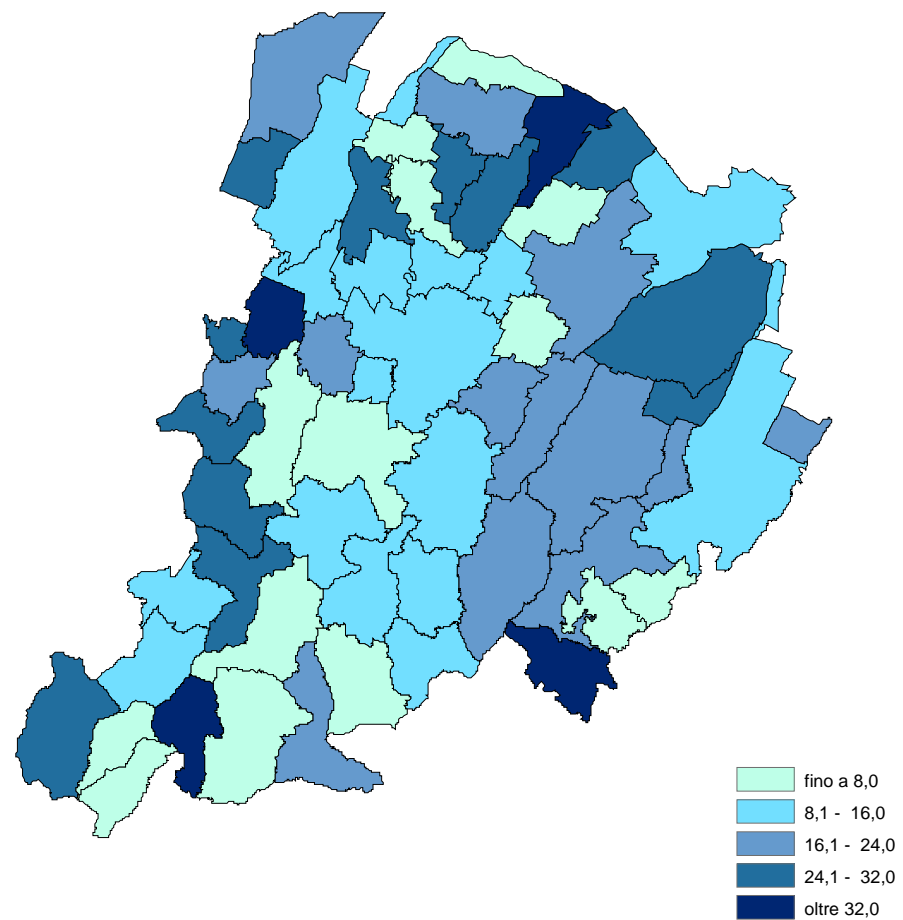 fino a 8,0
8,1 - 16,0
16,1 - 24,0
24,1 - 32,0
oltre 32,0